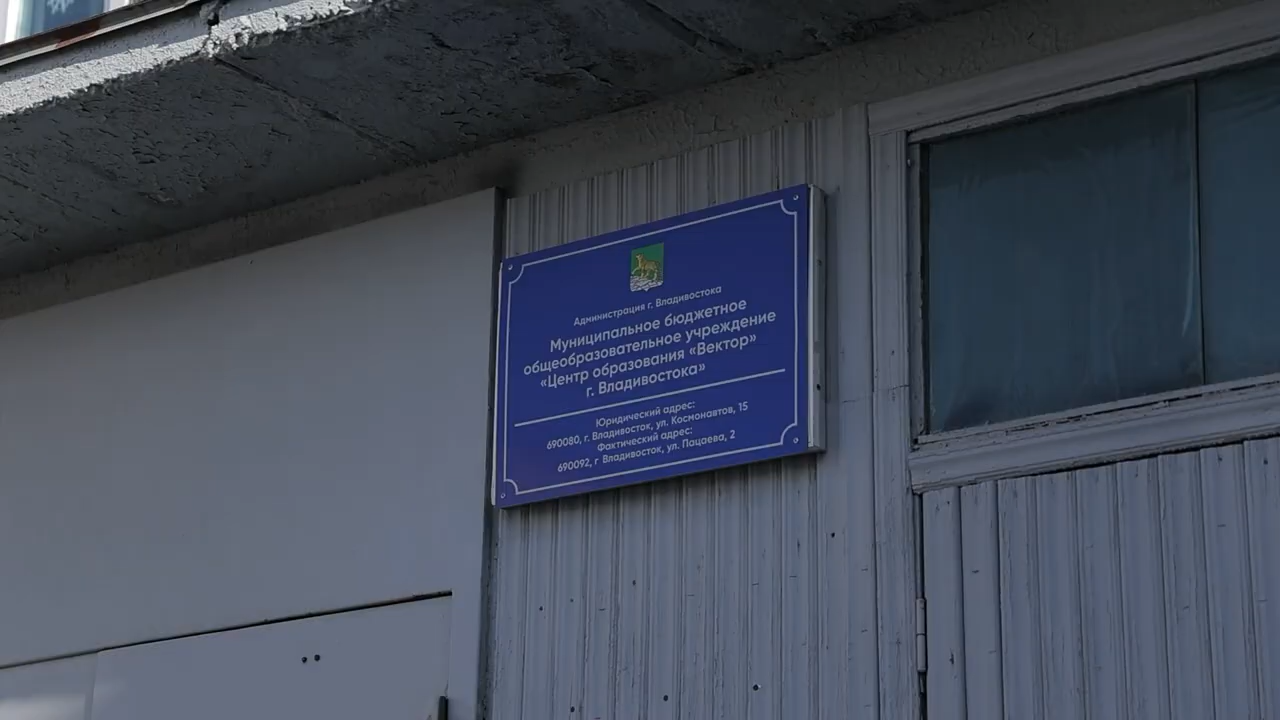 Администрация г. Владивостока
Муниципальное бюджетное
общеобразовательное учреждение
«Центр образования «Вектор»
г. Владивостока»
Юридический адрес:
690080, г. Владивосток, ул. Космонавтов, 15
Фактический адрес:
690092, г Владивосток, ул. Пацаева, 2